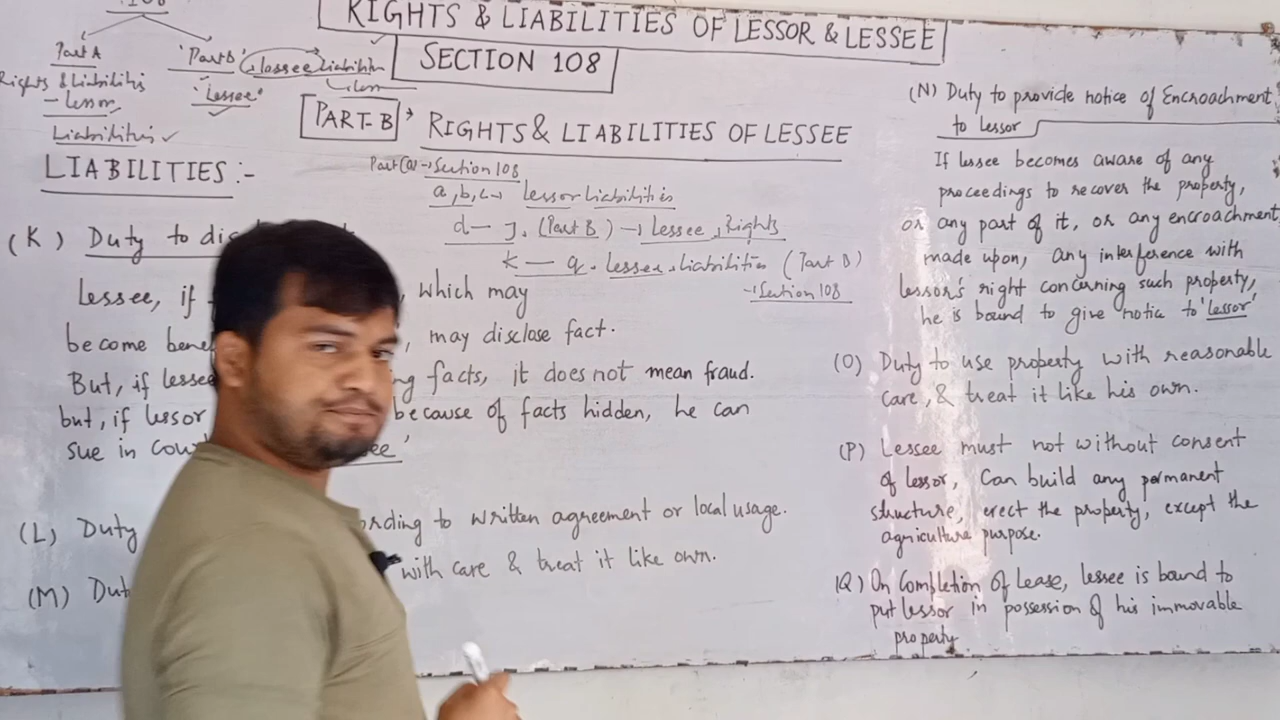 108
RIGHTS & LIABILITIES OF LESSOR & LESSEE
SECTION 108
Part A
Rights & Liabilities
- Lessor
Liabilities ✓
'Part B'
'Lessee'
(Lossee) Liabilities
PART-B
RIGHTS & LIABILITIES OF LESSEE
Section 108
a, b, c → lessor liabilities
d — J. (Part B) → Lessee, Rights
K — q. Lessee, liabilities (Part B)
- Section 108
LIABILITIES :-
(K) Duty to
Lessee, if which may
become may disclose fact.
But, if facts, it does not mean fraud.
but, if lessor because of facts hidden, he can
sue in
(L) Duty to written agreement or local usage.
(M) with care & treat it like own.
(N) Duty to provide notice of Encroachment
to lessor
If lessee becomes aware of any
proceedings to recover the property,
or any part of it, or any encroachment
made upon, any interference with
lessor's right concerning such property,
he is bound to give notice to 'lessor'
(O) Duty to use property with reasonable
care, & treat it like his own.
(P) Lessee must not without consent
of lessor, Can build any permanent
structure, erect the property, except the
agriculture purpose.
(Q) On Completion of Lease, lessee is bound to
put lessor in possession of his immovable
property.